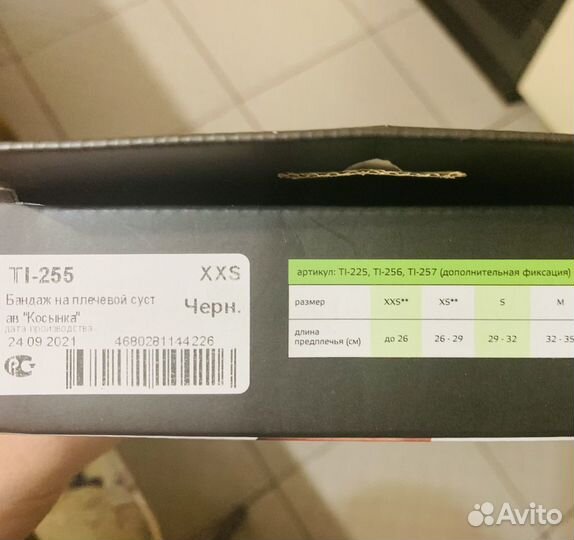 TI-255 XXS
Бандаж на плечевой суст
ав "Косынка" Черн.
дата производства
24.09.2021 4680281144226
РС
артикул: TI-225, TI-256, TI-257 (дополнительная фиксация)
размер XXS** XS** S M
длина предплечья (см) до 26 26 - 29 29 - 32 32 - 35
Avito